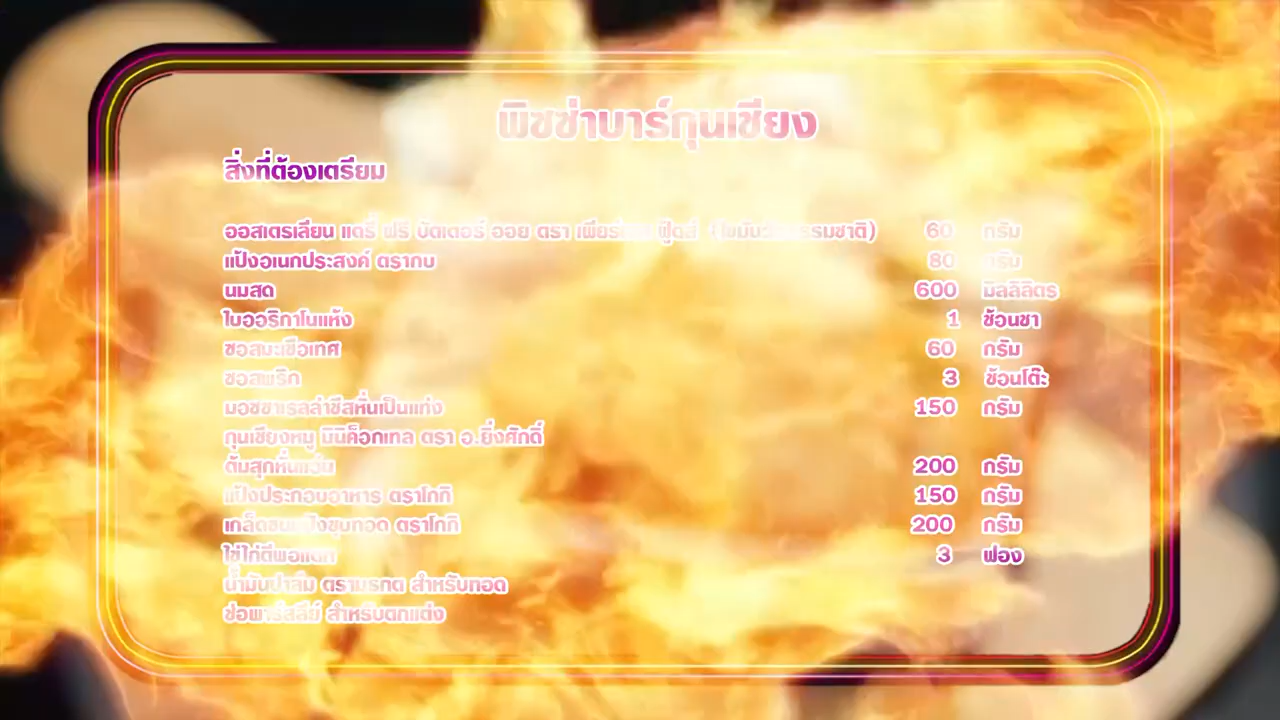 พิซซ่าบาร์กุนเชียง
สิ่งที่ต้องเตรียม
ออสเตรเลียน แดรี่ ฟรี บัตเตอร์ ออย ตรา ฟู้ดส์ 60 กรัม
แป้งอเนกประสงค์ ตรากบ 80 กรัม
นมสด 600 มิลลิลิตร
ใบออริกาโนแห้ง 1 ช้อนชา
ซอสมะเขือเทศ 60 กรัม
ซอสพริก 3 ช้อนโต๊ะ
มอซซาเรลล่าชีสหั่นเป็นแท่ง 150 กรัม
กุนเชียงหมู มินิค็อกเทล ตรา อ.ยิ่งศักดิ์
ต้มสุกหั่นแว่น 200 กรัม
แป้งประกอบอาหาร ตราโกกิ 150 กรัม
เกล็ดขนมปังชุบทอด ตราโกกิ 200 กรัม
ไข่ไก่ตีพอแตก 3 ฟอง
น้ำมันปาล์ม ตรามรกต สำหรับทอด
ช่อพาร์สลีย์ สำหรับตกแต่ง